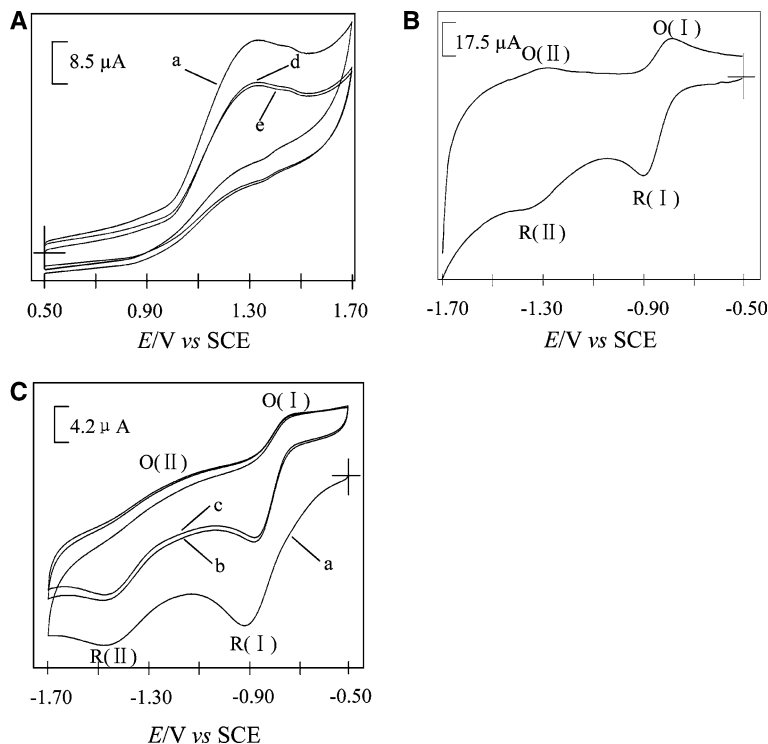 A
8.5 μA
a
d
e
0.50 0.90 1.30 1.70
E/V vs SCE
B
17.5 μA
O(Ⅱ)
O(Ⅰ)
R(Ⅰ)
R(Ⅱ)
-1.70 -1.30 -0.90 -0.50
E/V vs SCE
C
4.2 μ A
O(Ⅰ)
O(Ⅱ)
c
b
a
R(Ⅰ)
R(Ⅱ)
-1.70 -1.30 -0.90 -0.50
E/V vs SCE